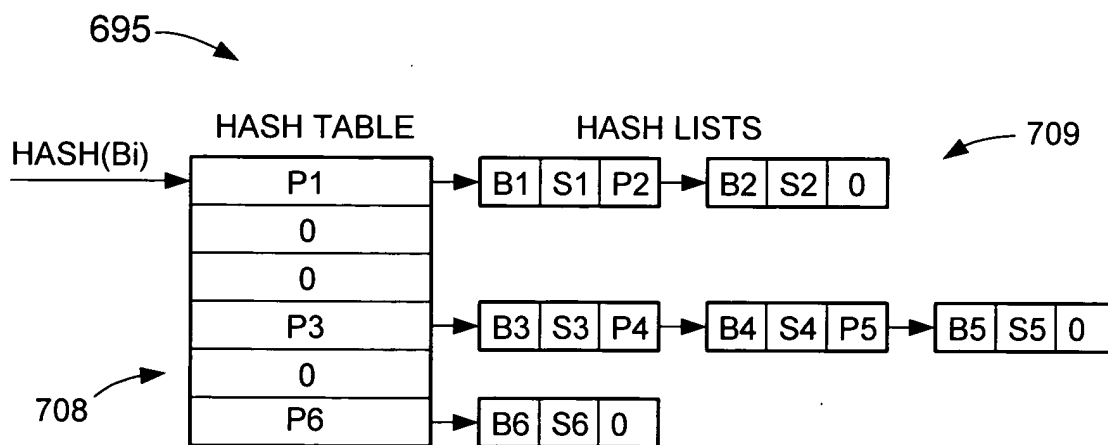 695
HASH TABLE HASH LISTS
709
HASH(Bi)
P1 B1 S1 P2 B2 S2 0
0
0
P3 B3 S3 P4 B4 S4 P5 B5 S5 0
0
708
P6 B6 S6 0